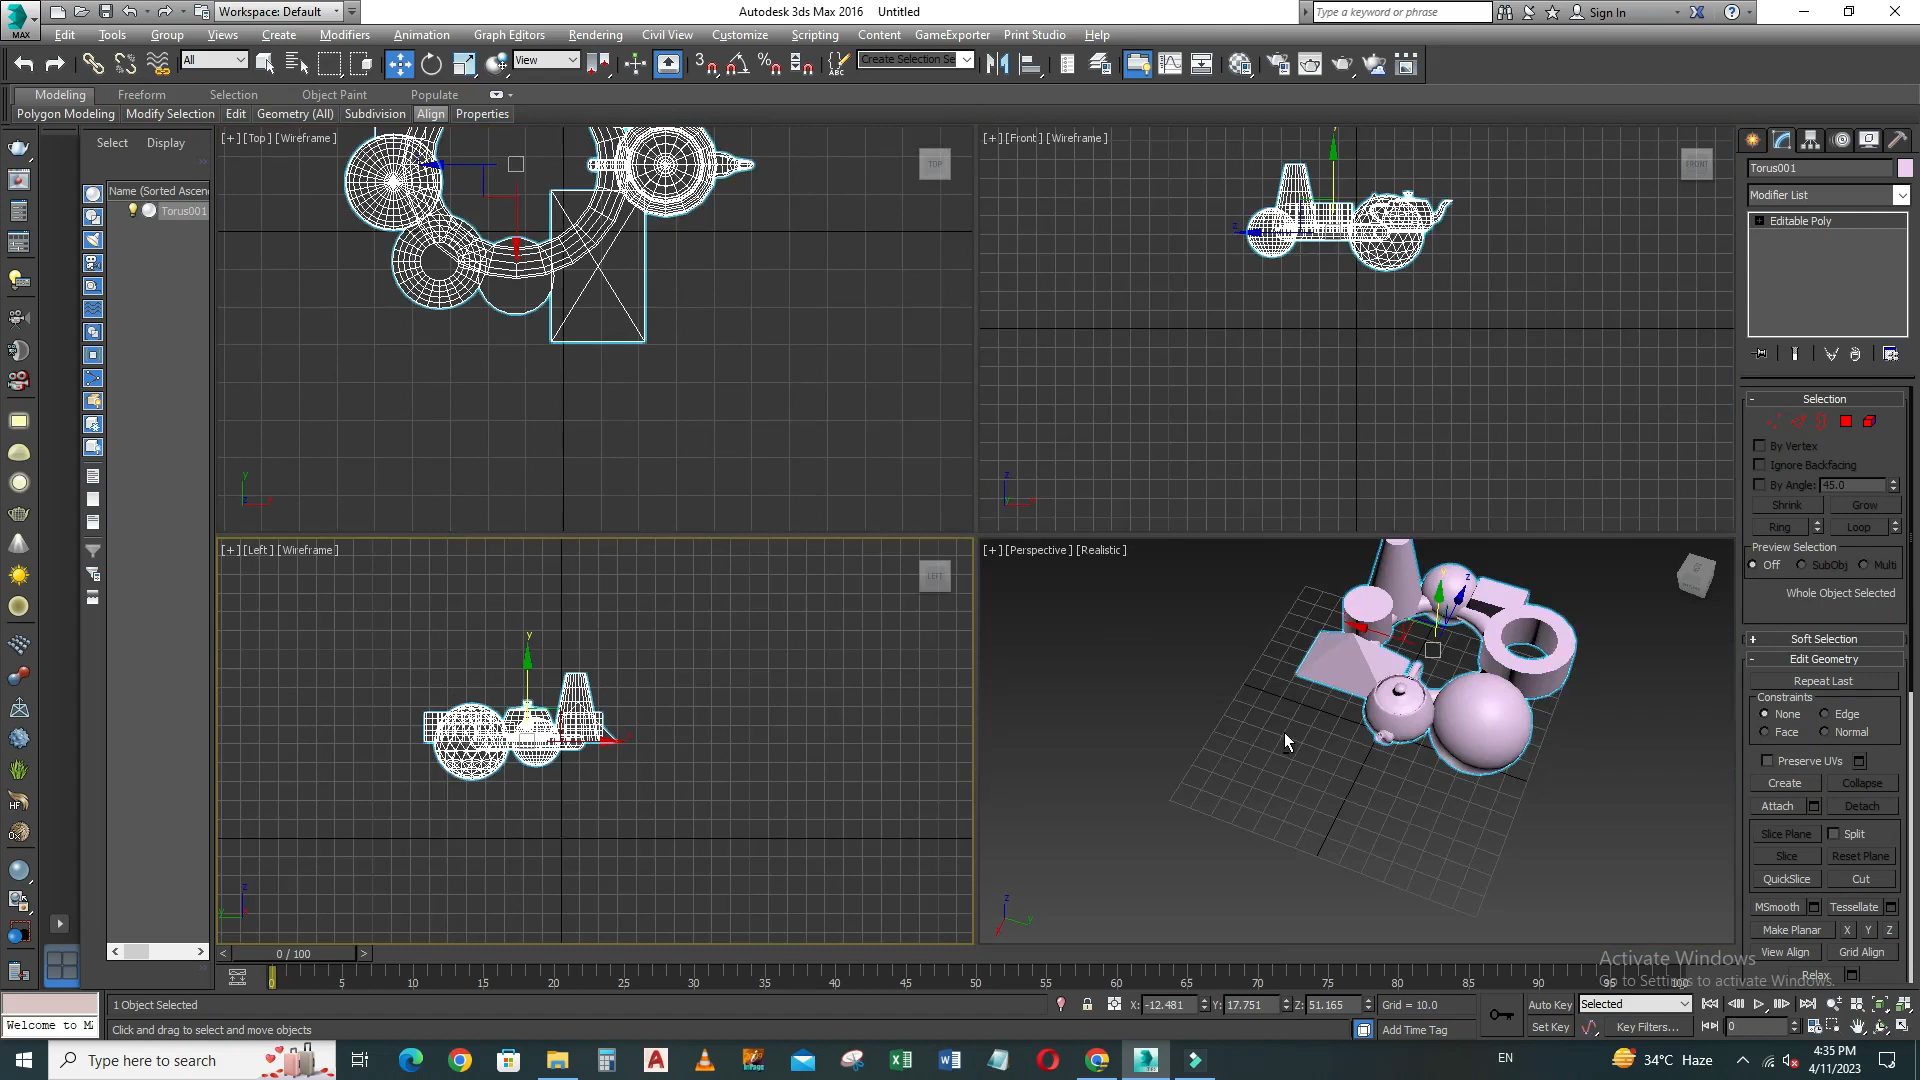 MAX
Workspace: Default
Autodesk 3ds Max 2016 Untitled
Type a keyword or phrase
Sign In
Edit Tools Group Views Create Modifiers Animation Graph Editors Rendering Civil View Customize Scripting Content GameExporter Print Studio Help
All
View
3
ABC
Create Selection Se
Modeling Freeform Selection Object Paint Populate
Polygon Modeling Modify Selection Edit Geometry (All) Subdivision Align Properties
Select Display
Name (Sorted Ascen
Torus001
[+] [Top] [Wireframe]
TOP
[+] [Front] [Wireframe]
FRONT
[+] [Left] [Wireframe]
LEFT
[+] [Perspective] [Realistic]
Torus001
Modifier List
Editable Poly
- Selection
By Vertex
Ignore Backfacing
By Angle: 45.0
Shrink Grow
Ring Loop
Preview Selection
Off SubObj Multi
Whole Object Selected
+ Soft Selection
- Edit Geometry
Repeat Last
Constraints
None Edge
Face Normal
Preserve UVs
Create Collapse
Attach Detach
Slice Plane Split
Slice Reset Plane
QuickSlice Cut
MSmooth Tessellate
Make Planar X Y Z
View Align Grid Align
Relax
Activate Windows
Go to Settings to activate Windows.
< 0 / 100 >
0 5 10 15 20 25 30 35 40 45 50 55 60 65 70 75 80 85 90 95 100
1 Object Selected
X: -12.481 Y: 17.751 Z: 51.165 Grid = 10.0
Auto Key Selected
Welcome to M
Click and drag to select and move objects
Add Time Tag
Set Key Key Filters...
0
Type here to search
EN
34°C Haze
4:35 PM
4/11/2023